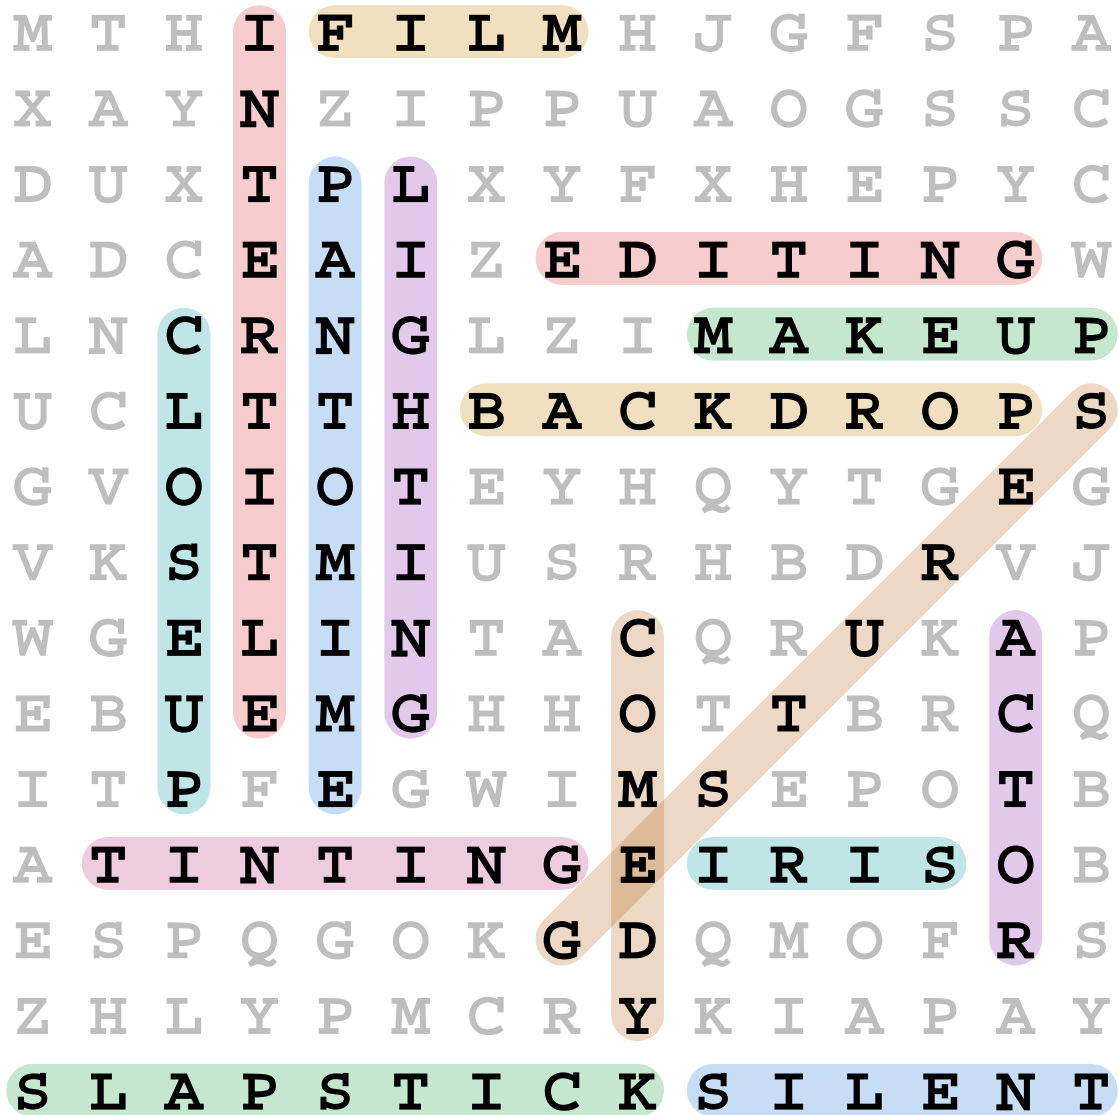 M T H I F I L M H J G F S P A
X A Y N Z I P P U A O G S S C
D U X T P L X Y F X H E P Y C
A D C E A I Z E D I T I N G W
L N C R N G L Z I M A K E U P
U C L T T H B A C K D R O P S
G V O I O T E Y H Q Y T G E G
V K S T M I U S R H B D R V J
W G E L I N T A C Q R U K A P
E B U E M G H H O T T B R C Q
I T P F E G W I M S E P O T B
A T I N T I N G E I R I S O B
E S P Q G O K G D Q M O F R S
Z H L Y P M C R Y K I A P A Y
S L A P S T I C K S I L E N T